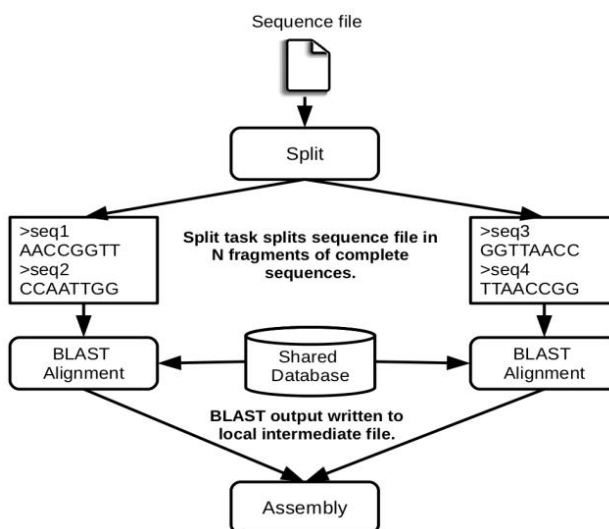 Sequence file
Split
>seq1
AACCGGTT
>seq2
CCAATTGG
Split task splits sequence file in
N fragments of complete
sequences.
>seq3
GGTTAACC
>seq4
TTAACCGG
BLAST
Alignment
Shared
Database
BLAST
Alignment
BLAST output written to
local intermediate file.
Assembly